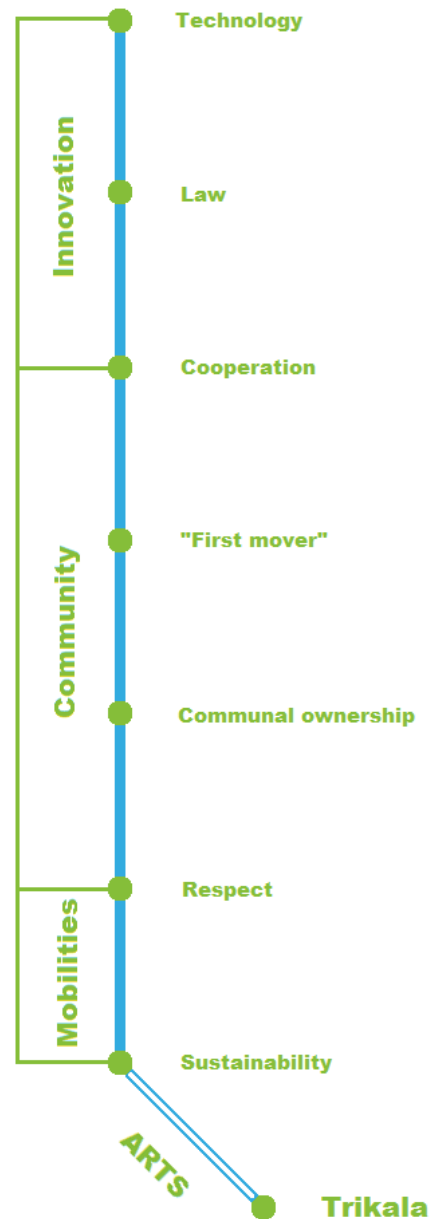 Technology
Innovation
Law
Cooperation
"First mover"
Community
Communal ownership
Respect
Mobilities
Sustainability
ARTS
Trikala